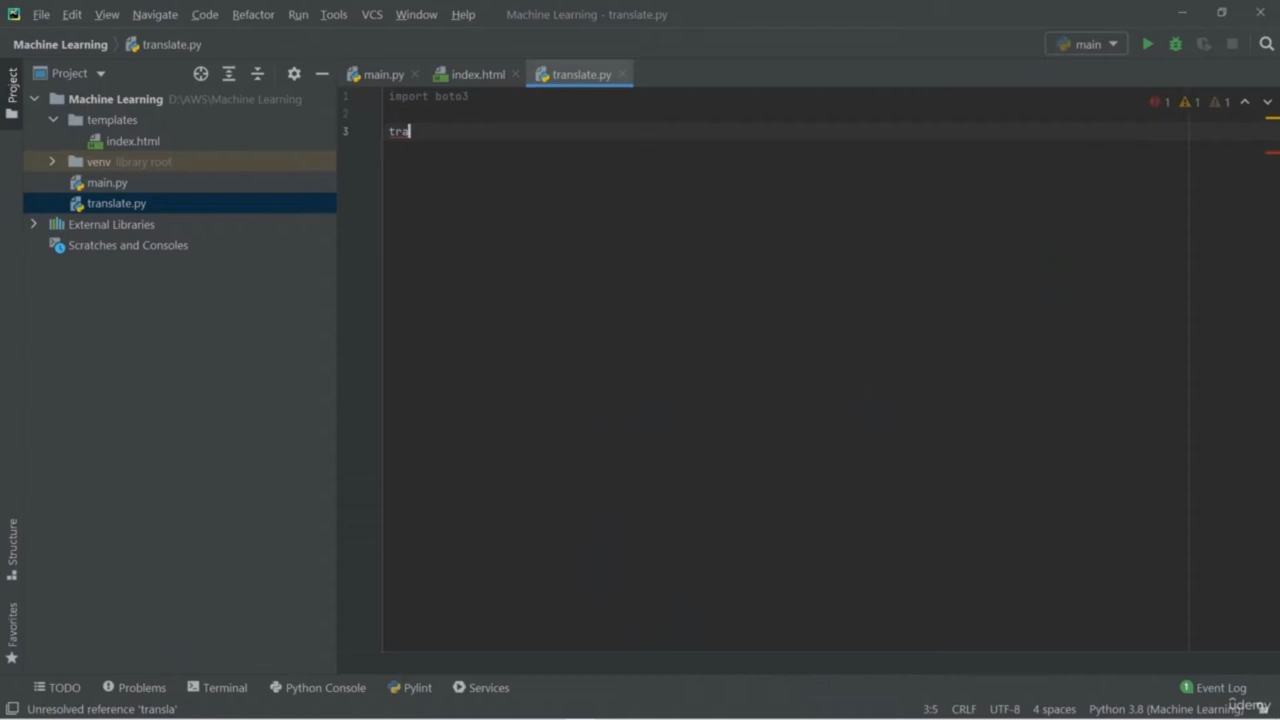 File Edit View Navigate Code Refactor Run Tools VCS Window Help Machine Learning - translate.py
Machine Learning translate.py main
Project Project main.py index.html translate.py
Machine Learning D:\AWS\Machine Learning
templates
index.html
venv library root
main.py
translate.py
External Libraries
Scratches and Consoles
1 import boto3
2
3 tra
1 1 1
Structure
Favorites
TODO Problems Terminal Python Console Pylint Services 1 Event Log
Unresolved reference 'transla' 3:5 CRLF UTF-8 4 spaces Python 3.8 (Machine Learning)
ûdemy